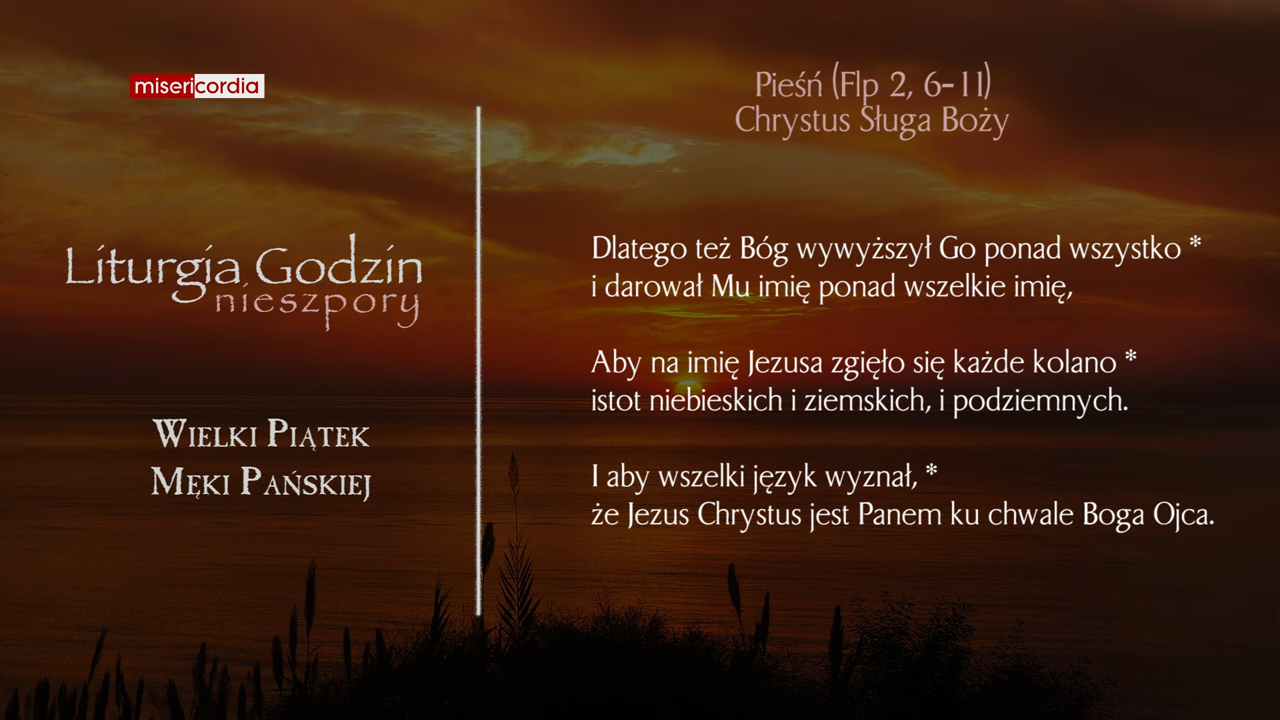 misericordia
Liturgia Godzin
nieszpory
Wielki Piątek
Męki Pańskiej
Pieśń (Flp 2, 6-11)
Chrystus Sługa Boży
Dlatego też Bóg wywyższył Go ponad wszystko *
i darował Mu imię ponad wszelkie imię,
Aby na imię Jezusa zgięło się każde kolano *
istot niebieskich i ziemskich, i podziemnych.
I aby wszelki język wyznał, *
że Jezus Chrystus jest Panem ku chwale Boga Ojca.